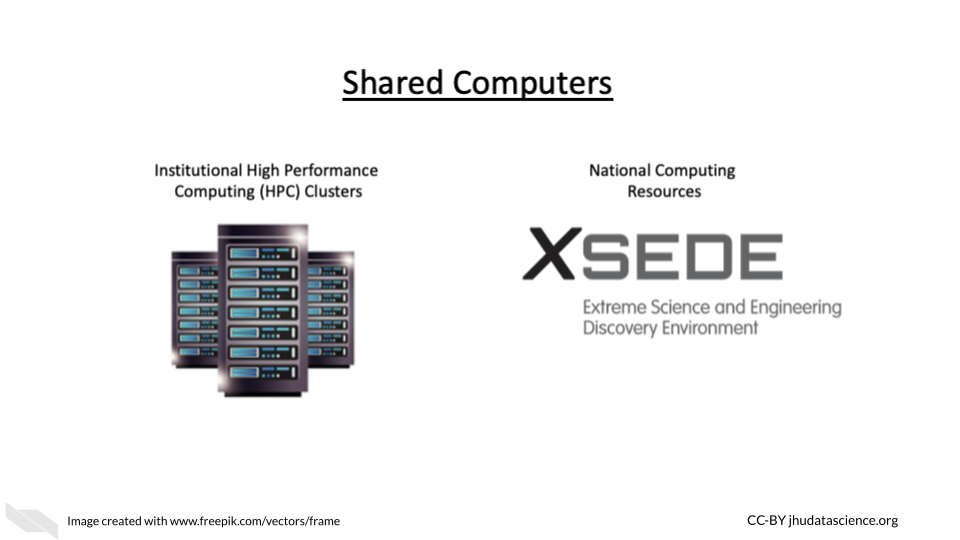 Shared Computers
Institutional High Performance
Computing (HPC) Clusters
National Computing
Resources
XSEDE
Extreme Science and Engineering
Discovery Environment
Image created with www.freepik.com/vectors/frame
CC-BY jhudatascience.org